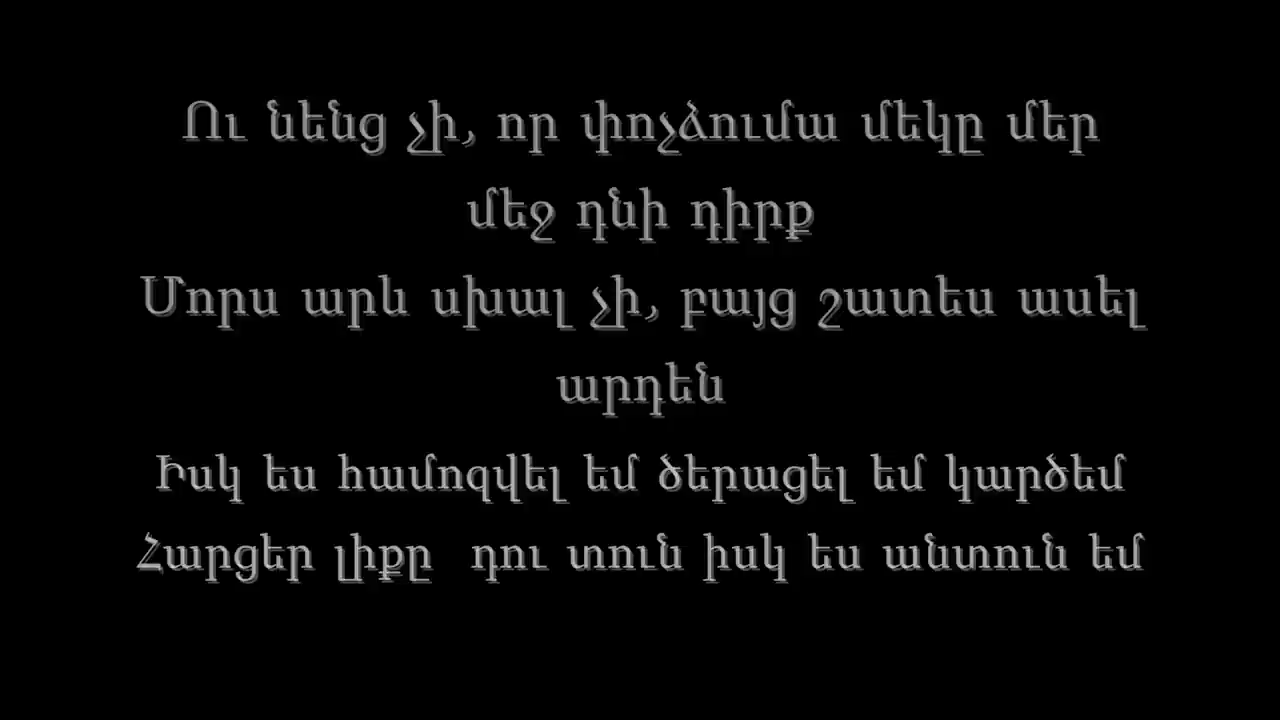 Ու նենց չի, որ փոչձումա մեկը մեր
մեջ դնի դիրք
Մորս արև սխալ չի, բայց շատես ասել
արդեն
Իսկ ես համոզվել եմ ծերացել եմ կարծեմ
Հարցեր լիքը դու տուն իսկ ես անտուն եմ